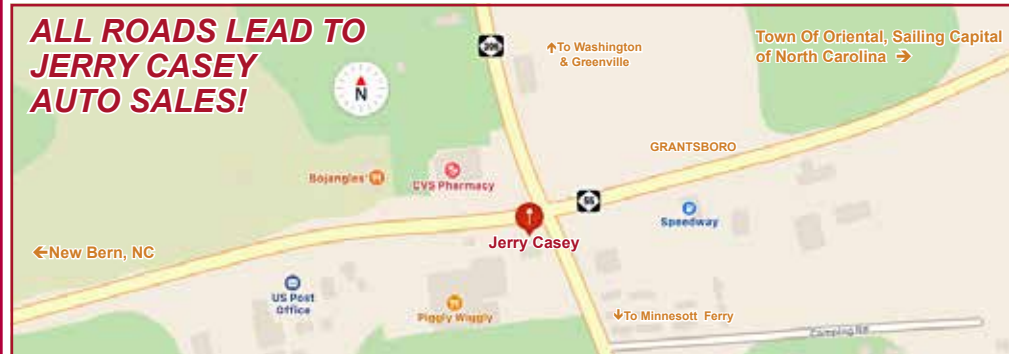 ALL ROADS LEAD TO
JERRY CASEY
AUTO SALES!
N
306
↑To Washington
& Greenville
Town Of Oriental, Sailing Capital
of North Carolina →
GRANTSBORO
Bojangles'
CVS Pharmacy
55
Speedway
Jerry Casey
←New Bern, NC
US Post
Office
Piggly Wiggly
↓To Minnesott Ferry
Camping Rd